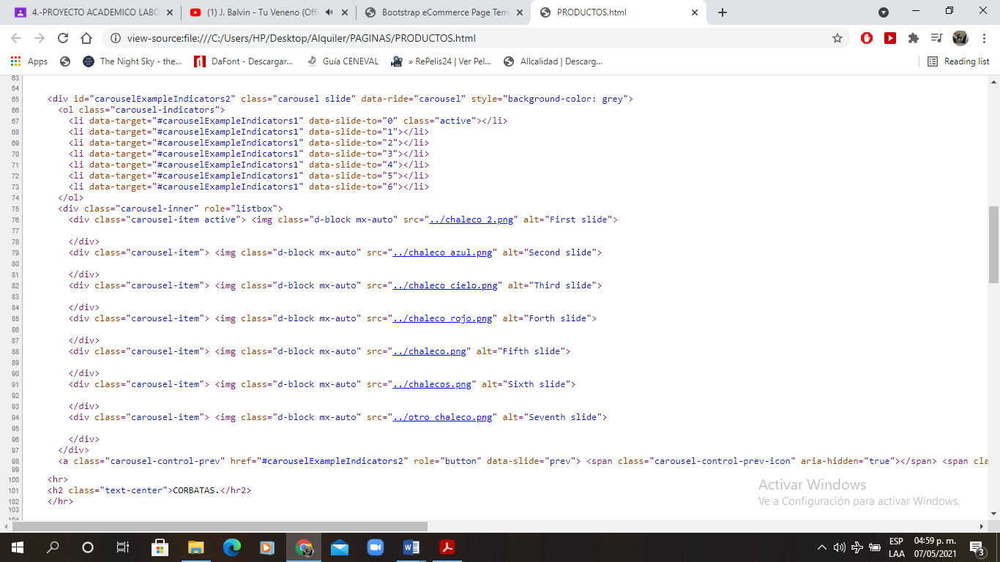 4.-PROYECTO ACADEMICO LABO
(1) J. Balvin - Tu Veneno (Offi
Bootstrap eCommerce Page Tem
PRODUCTOS.html
view-source:file:///C:/Users/HP/Desktop/Alquiler/PAGINAS/PRODUCTOS.html
Apps
The Night Sky - the...
DaFont - Descargar...
Guía CENEVAL
» RePelis24 | Ver Pel...
Allcalidad | Descarg...
Reading list
63
64
65 <div id="carouselExampleIndicators2" class="carousel slide" data-ride="carousel" style="background-color: grey">
66 <ol class="carousel-indicators">
67 <li data-target="#carouselExampleIndicators1" data-slide-to="0" class="active"></li>
68 <li data-target="#carouselExampleIndicators1" data-slide-to="1"></li>
69 <li data-target="#carouselExampleIndicators1" data-slide-to="2"></li>
70 <li data-target="#carouselExampleIndicators1" data-slide-to="3"></li>
71 <li data-target="#carouselExampleIndicators1" data-slide-to="4"></li>
72 <li data-target="#carouselExampleIndicators1" data-slide-to="5"></li>
73 <li data-target="#carouselExampleIndicators1" data-slide-to="6"></li>
74 </ol>
75 <div class="carousel-inner" role="listbox">
76 <div class="carousel-item active"> <img class="d-block mx-auto" src="../chaleco 2.png" alt="First slide">
77
78 </div>
79 <div class="carousel-item"> <img class="d-block mx-auto" src="../chaleco azul.png" alt="Second slide">
80
81 </div>
82 <div class="carousel-item"> <img class="d-block mx-auto" src="../chaleco cielo.png" alt="Third slide">
83
84 </div>
85 <div class="carousel-item"> <img class="d-block mx-auto" src="../chaleco rojo.png" alt="Forth slide">
86
87 </div>
88 <div class="carousel-item"> <img class="d-block mx-auto" src="../chaleco.png" alt="Fifth slide">
89
90 </div>
91 <div class="carousel-item"> <img class="d-block mx-auto" src="../chalecos.png" alt="Sixth slide">
92
93 </div>
94 <div class="carousel-item"> <img class="d-block mx-auto" src="../otro chaleco.png" alt="Seventh slide">
95
96 </div>
97 </div>
98 <a class="carousel-control-prev" href="#carouselExampleIndicators2" role="button" data-slide="prev"> <span class="carousel-control-prev-icon" aria-hidden="true"></span> <span cla
99
100 <hr>
101 <h2 class="text-center">CORBATAS.</hr2>
102 </hr>
103
104
Activar Windows
Ve a Configuración para activar Windows.
ESP 04:59 p. m.
LAA 07/05/2021
3